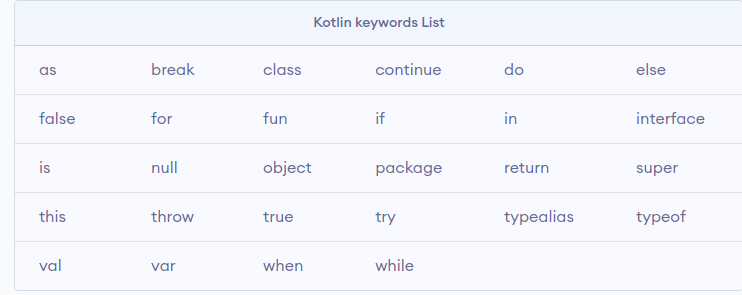 Kotlin keywords List
as break class continue do else
false for fun if in interface
is null object package return super
this throw true try typealias typeof
val var when while